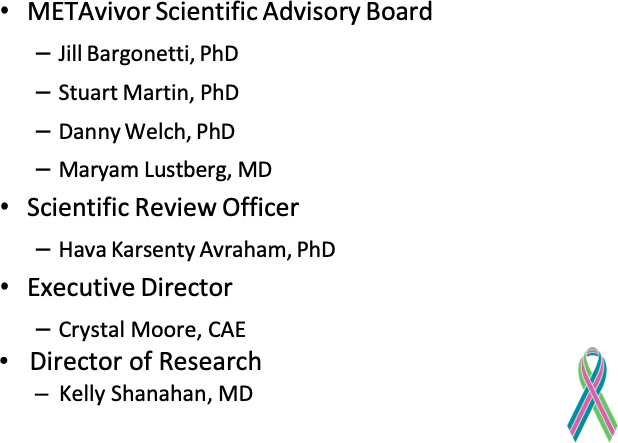 • METAvivor Scientific Advisory Board
– Jill Bargonetti, PhD
– Stuart Martin, PhD
– Danny Welch, PhD
– Maryam Lustberg, MD
• Scientific Review Officer
– Hava Karsenty Avraham, PhD
• Executive Director
– Crystal Moore, CAE
• Director of Research
– Kelly Shanahan, MD